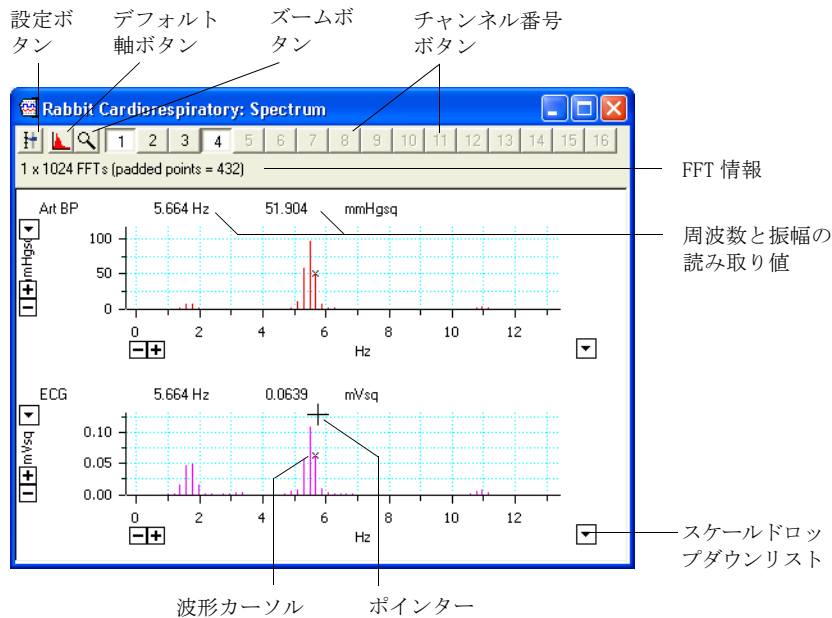 設定ボ
タン
デフォルト
軸ボタン
ズームボ
タン
チャンネル番号
ボタン
Rabbit Cardiorespiratory: Spectrum
1 2 3 4 5 6 7 8 9 10 11 12 13 14 15 16
1 x 1024 FFTs (padded points = 432)
FFT 情報
Art BP 5.664 Hz 51.904 mmHgsq
周波数と振幅の
読み取り値
mmHgsq
100
50
0
0 2 4 6 8 10 12
Hz
ECG 5.664 Hz 0.0639 mVsq
mVsq
0.10
0.05
0.00
0 2 4 6 8 10 12
Hz
スケールドロッ
プダウンリスト
波形カーソル
ポインター